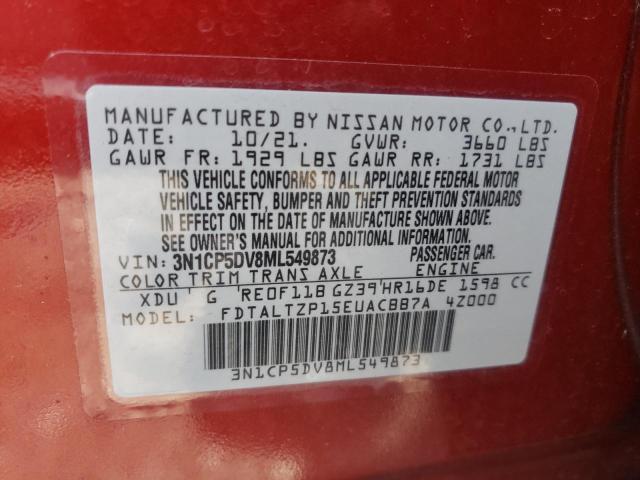 MANUFACTURED BY NISSAN MOTOR CO.,LTD.
DATE: 10/21. GVWR: 3660 LBS
GAWR FR: 1929 LBS GAWR RR: 1731 LBS
THIS VEHICLE CONFORMS TO ALL APPLICABLE FEDERAL MOTOR
VEHICLE SAFETY, BUMPER AND THEFT PREVENTION STANDARDS
IN EFFECT ON THE DATE OF MANUFACTURE SHOWN ABOVE.
SEE OWNER'S MANUAL FOR MORE INFORMATION.
VIN: 3N1CP5DV8ML549873 PASSENGER CAR.
COLOR TRIM TRANS AXLE ENGINE
XDU G RE0F11B GZ39 HR16DE 1598 CC
FDTALTZP15EUACBB7A 4Z000
3N1CP5DV8ML549873